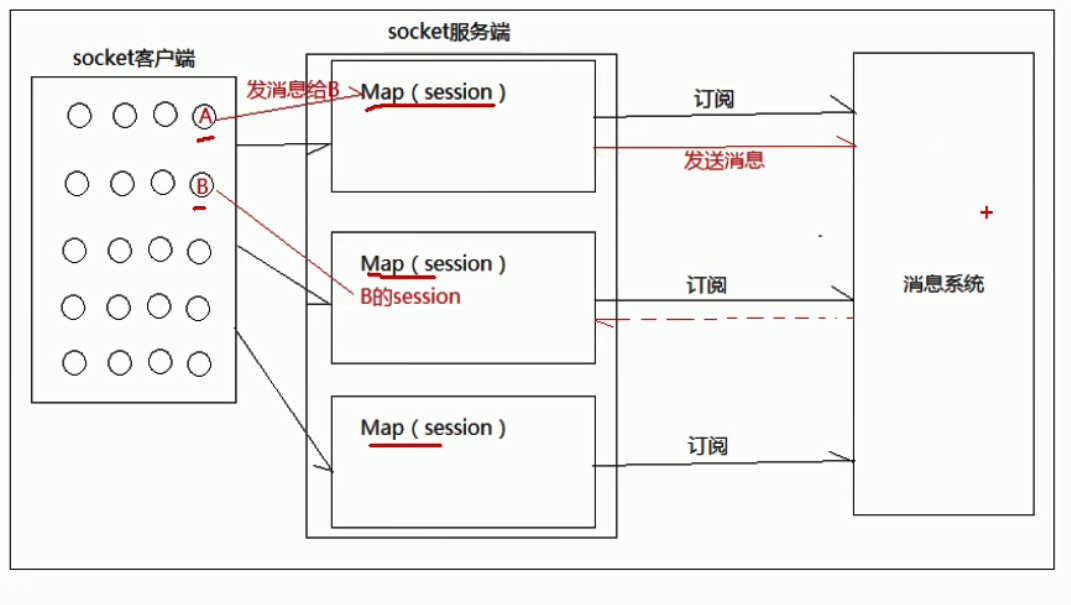 socket客户端
socket服务端
A
发消息给B
Map ( session )
订阅
发送消息
B
Map ( session )
B的session
订阅
消息系统
Map ( session )
订阅